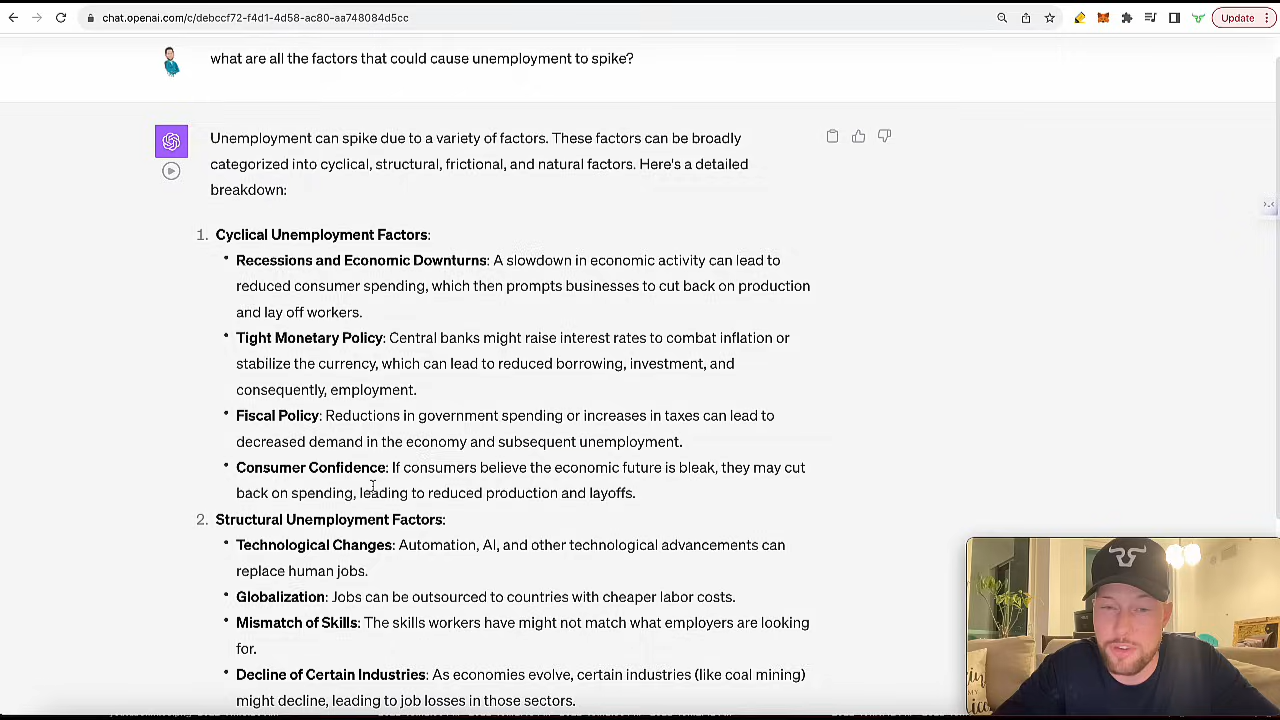 chat.openai.com/c/debccf72-f4d1-4d58-ac80-aa748084d5cc
Update
what are all the factors that could cause unemployment to spike?
Unemployment can spike due to a variety of factors. These factors can be broadly
categorized into cyclical, structural, frictional, and natural factors. Here's a detailed
breakdown:
1. Cyclical Unemployment Factors:
• Recessions and Economic Downturns: A slowdown in economic activity can lead to
reduced consumer spending, which then prompts businesses to cut back on production
and lay off workers.
• Tight Monetary Policy: Central banks might raise interest rates to combat inflation or
stabilize the currency, which can lead to reduced borrowing, investment, and
consequently, employment.
• Fiscal Policy: Reductions in government spending or increases in taxes can lead to
decreased demand in the economy and subsequent unemployment.
• Consumer Confidence: If consumers believe the economic future is bleak, they may cut
back on spending, leading to reduced production and layoffs.
2. Structural Unemployment Factors:
• Technological Changes: Automation, AI, and other technological advancements can
replace human jobs.
• Globalization: Jobs can be outsourced to countries with cheaper labor costs.
• Mismatch of Skills: The skills workers have might not match what employers are looking
for.
• Decline of Certain Industries: As economies evolve, certain industries (like coal mining)
might decline, leading to job losses in those sectors.